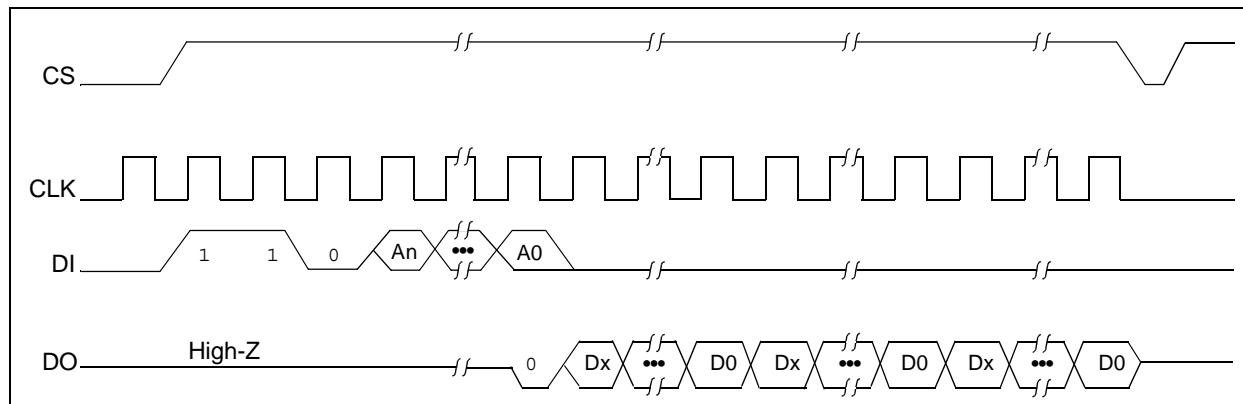 CS
CLK
DI 1 1 0 An ••• A0
High-Z
DO 0 Dx ••• D0 Dx ••• D0 Dx ••• D0